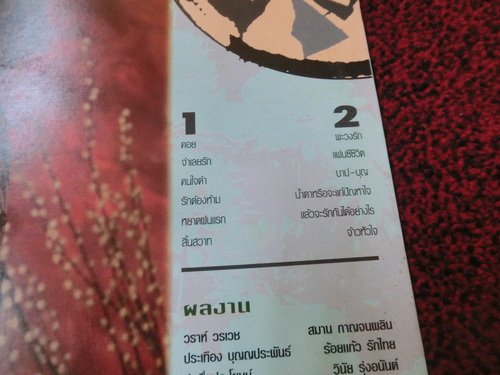 1
คอย
จำเลยรัก
คนใจดำ
รักต้องห้าม
หยาดฝนแรก
สิ้นสวาท
2
พะวงรัก
แฟนชีชีวิต
บาป-บุญ
น้ำตาหรือจะแก้ปัญหาใจ
แล้วจะรักกันได้อย่างไร
จ้าวหัวใจ
ผลงาน
วราห์ วรเวช
ประเทือง บุญญประพันธ์
สมาน กาญจนผลิน
ร้อยแก้ว รักไทย
วินัย รุ่งอนันต์